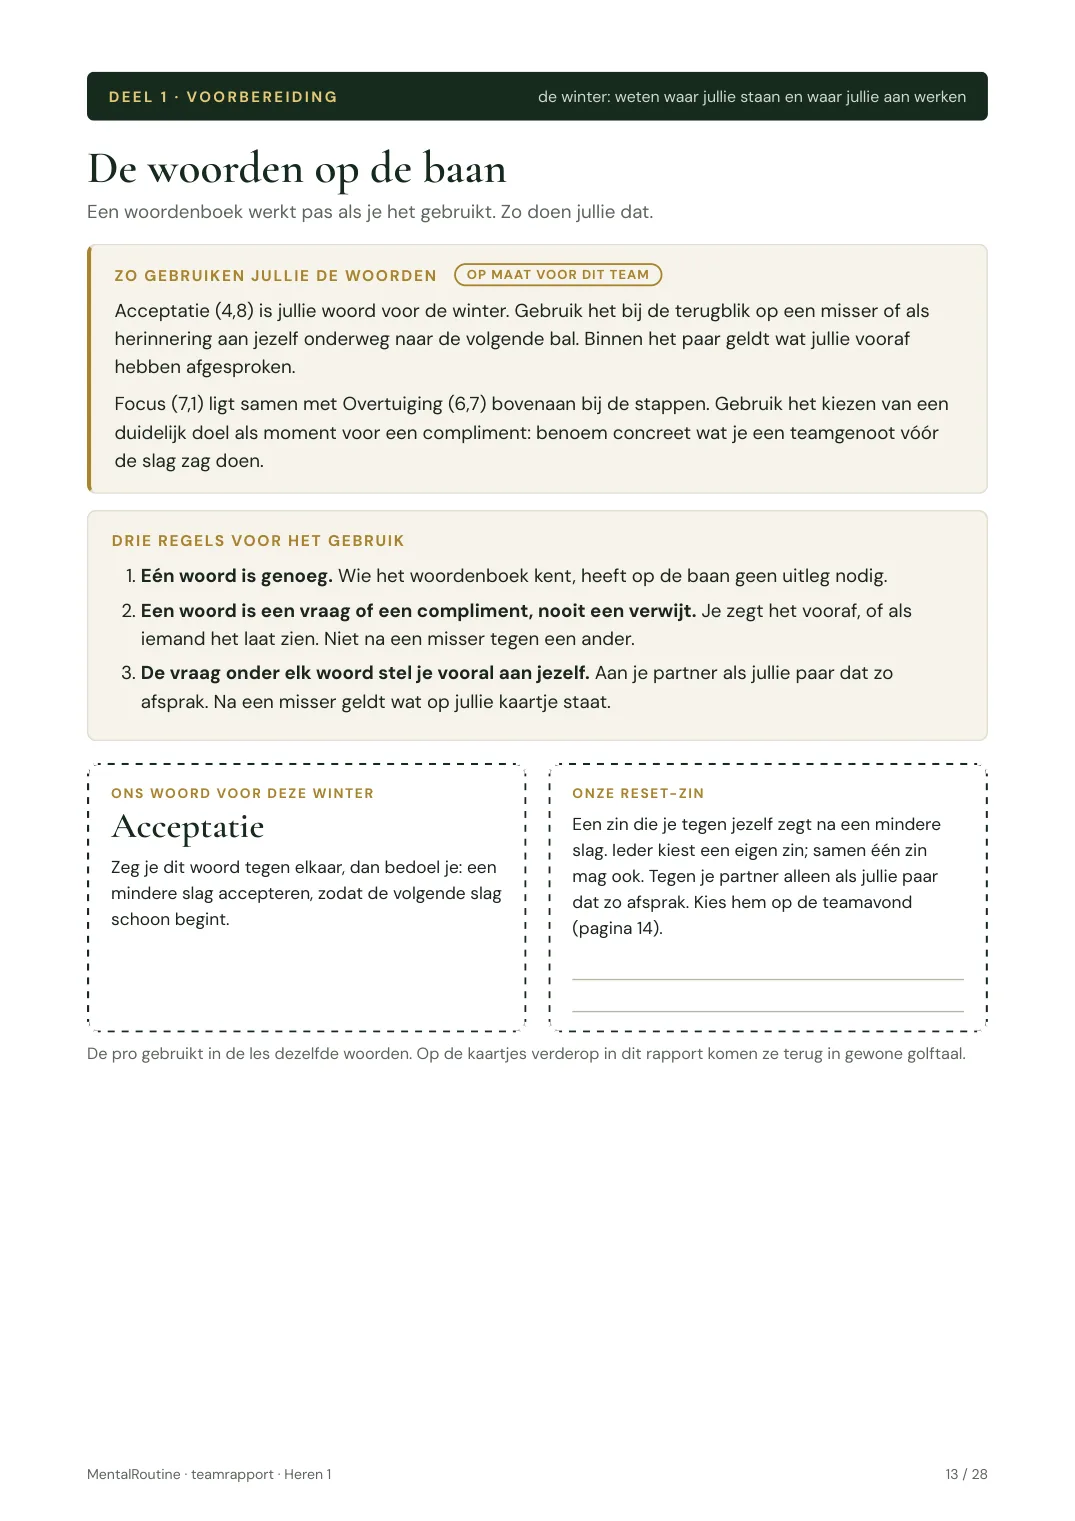 DEEL 1 · VOORBEREIDING
de winter: weten waar jullie staan en waar jullie aan werken
De woorden op de baan
Een woordenboek werkt pas als je het gebruikt. Zo doen jullie dat.
ZO GEBRUIKEN JULLIE DE WOORDEN OP MAAT VOOR DIT TEAM
Acceptatie (4,8) is jullie woord voor de winter. Gebruik het bij de terugblik op een misser of als
herinnering aan jezelf onderweg naar de volgende bal. Binnen het paar geldt wat jullie vooraf
hebben afgesproken.
Focus (7,1) ligt samen met Overtuiging (6,7) bovenaan bij de stappen. Gebruik het kiezen van een
duidelijk doel als moment voor een compliment: benoem concreet wat je een teamgenoot vóór
de slag zag doen.
DRIE REGELS VOOR HET GEBRUIK
1. Eén woord is genoeg. Wie het woordenboek kent, heeft op de baan geen uitleg nodig.
2. Een woord is een vraag of een compliment, nooit een verwijt. Je zegt het vooraf, of als
iemand het laat zien. Niet na een misser tegen een ander.
3. De vraag onder elk woord stel je vooral aan jezelf. Aan je partner als jullie paar dat zo
afsprak. Na een misser geldt wat op jullie kaartje staat.
ONS WOORD VOOR DEZE WINTER
Acceptatie
Zeg je dit woord tegen elkaar, dan bedoel je: een
mindere slag accepteren, zodat de volgende slag
schoon begint.
ONZE RESET-ZIN
Een zin die je tegen jezelf zegt na een mindere
slag. Ieder kiest een eigen zin; samen één zin
mag ook. Tegen je partner alleen als jullie paar
dat zo afsprak. Kies hem op de teamavond
(pagina 14).
De pro gebruikt in de les dezelfde woorden. Op de kaartjes verderop in dit rapport komen ze terug in gewone golftaal.
MentalRoutine · teamrapport · Heren 1
13 / 28